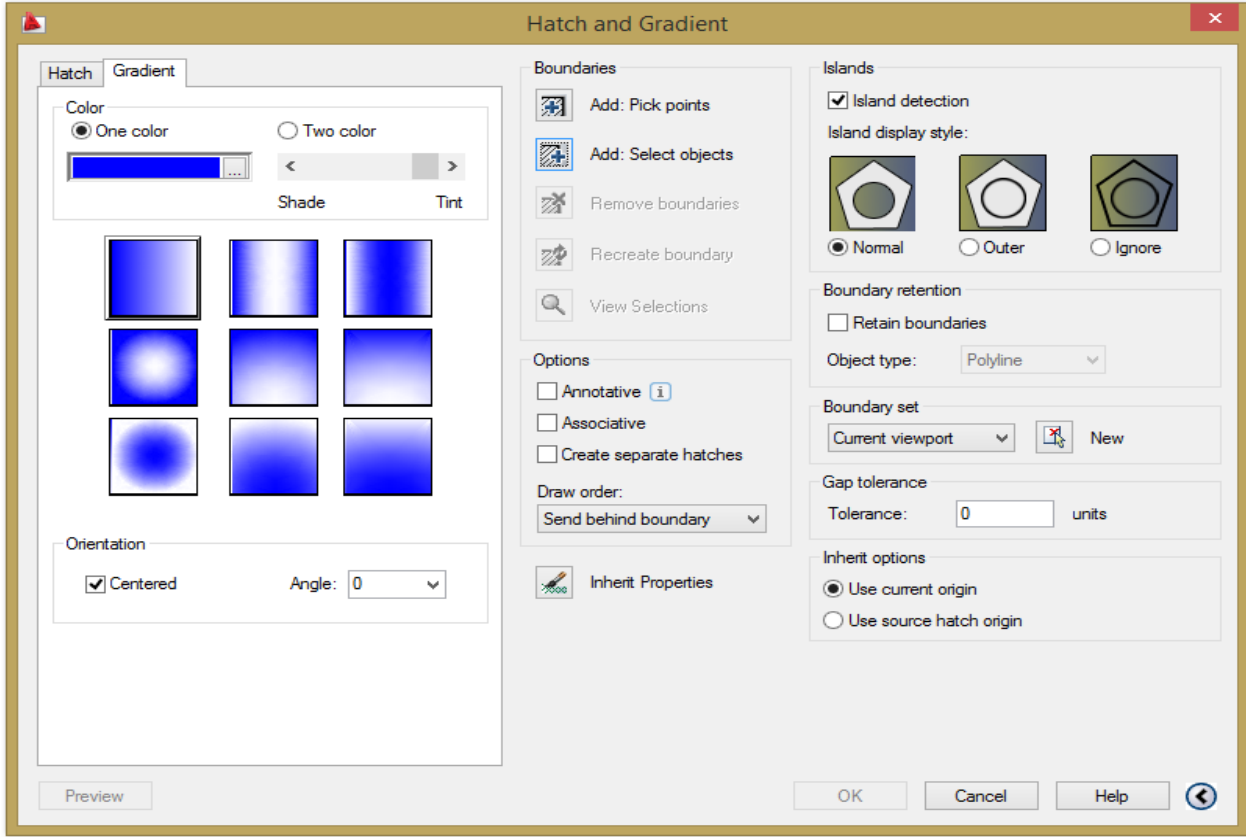 Hatch and Gradient
Hatch
Gradient
Color
One color
Two color
...
Shade
Tint
Orientation
Centered
Angle:
0
Preview
Boundaries
Add: Pick points
Add: Select objects
Remove boundaries
Recreate boundary
View Selections
Options
Annotative
Associative
Create separate hatches
Draw order:
Send behind boundary
Inherit Properties
Islands
Island detection
Island display style:
Normal
Outer
Ignore
Boundary retention
Retain boundaries
Object type:
Polyline
Boundary set
Current viewport
New
Gap tolerance
Tolerance:
0
units
Inherit options
Use current origin
Use source hatch origin
OK
Cancel
Help